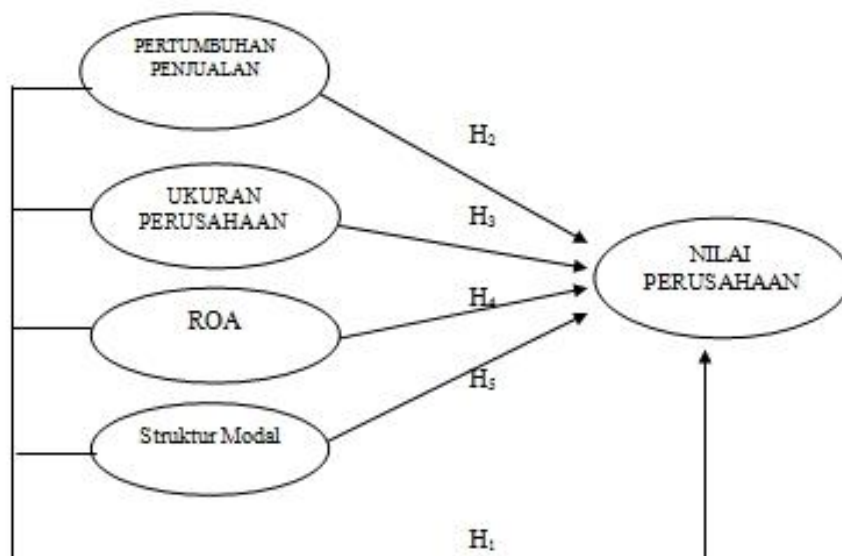 PERTUMBUHAN
PENJUALAN
H₂
UKURAN
PERUSAHAAN
H₃
NILAI
PERUSAHAAN
H₄
ROA
H₅
Struktur Modal
H₁